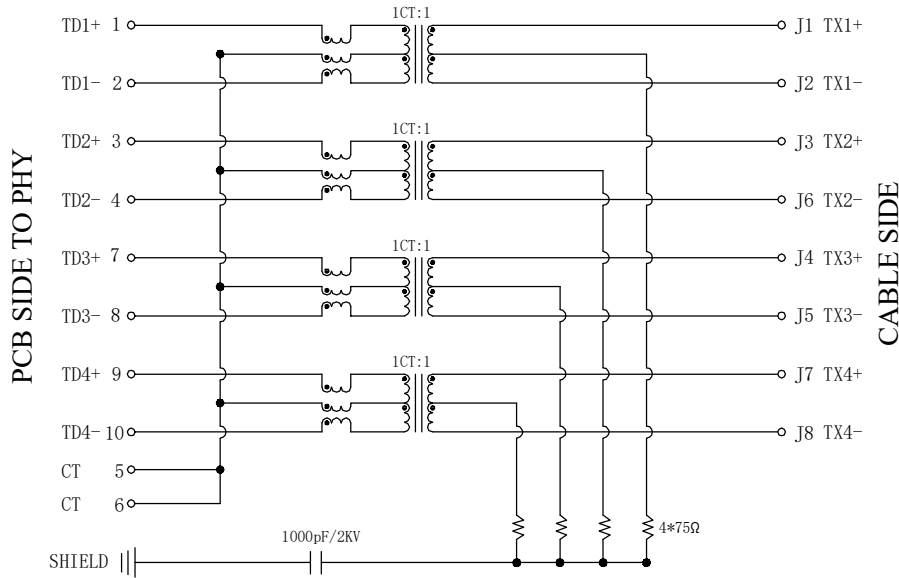 1CT:1
TD1+ 1
J1 TX1+
TD1- 2
J2 TX1-
1CT:1
TD2+ 3
J3 TX2+
TD2- 4
J6 TX2-
PCB SIDE TO PHY
CABLE SIDE
1CT:1
TD3+ 7
J4 TX3+
TD3- 8
J5 TX3-
1CT:1
TD4+ 9
J7 TX4+
TD4- 10
J8 TX4-
CT 5
CT 6
4*75Ω
1000pF/2KV
SHIELD